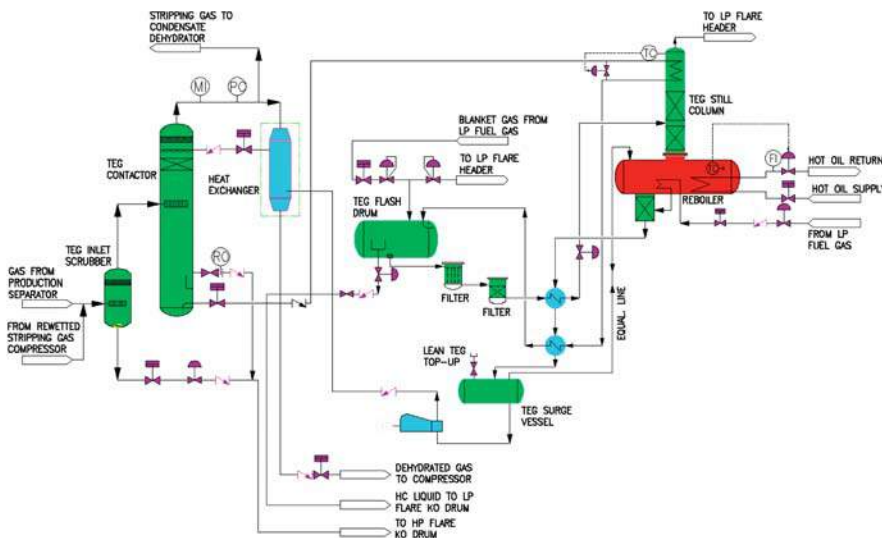 STRIPPING GAS TO
CONDENSATE
DEHYDRATOR
TO LP FLARE
HEADER
MI
PC
TC
TEG STILL
COLUMN
BLANKET GAS FROM
LP FUEL GAS
TO LP FLARE
HEADER
TEG
CONTACTOR
HEAT
EXCHANGER
TC
FI
HOT OIL RETURN
HOT OIL SUPPLY
REBOILER
FROM LP
FUEL GAS
TEG FLASH
DRUM
TEG INLET
SCRUBBER
RO
GAS FROM
PRODUCTION
SEPARATOR
FILTER
FILTER
FROM REWETTED
STRIPPING GAS
COMPRESSOR
EQUAL. LINE
LEAN TEG
TOP-UP
TEG SURGE
VESSEL
DEHYDRATED GAS
TO COMPRESSOR
HC LIQUID TO LP
FLARE KO DRUM
TO HP FLARE
KO DRUM